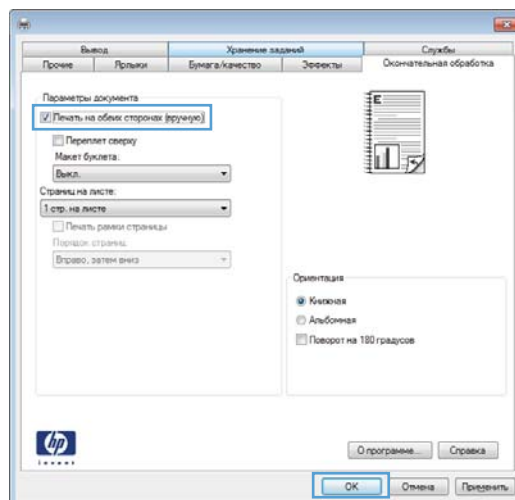 Вывод
Хранение заданий
Службы
Прочие
Ярлыки
Бумага/качество
Эффекты
Окончательная обработка
Параметры документа
Печать на обеих сторонах (вручную)
Переплет сверху
Макет буклета:
Выкл.
Страниц на листе:
1 стр. на листе
Печать рамки страницы
Порядок страниц:
Вправо, затем вниз
E
Ориентация
Книжная
Альбомная
Поворот на 180 градусов
hp
invent
О программе...
Справка
OK
Отмена
Применить